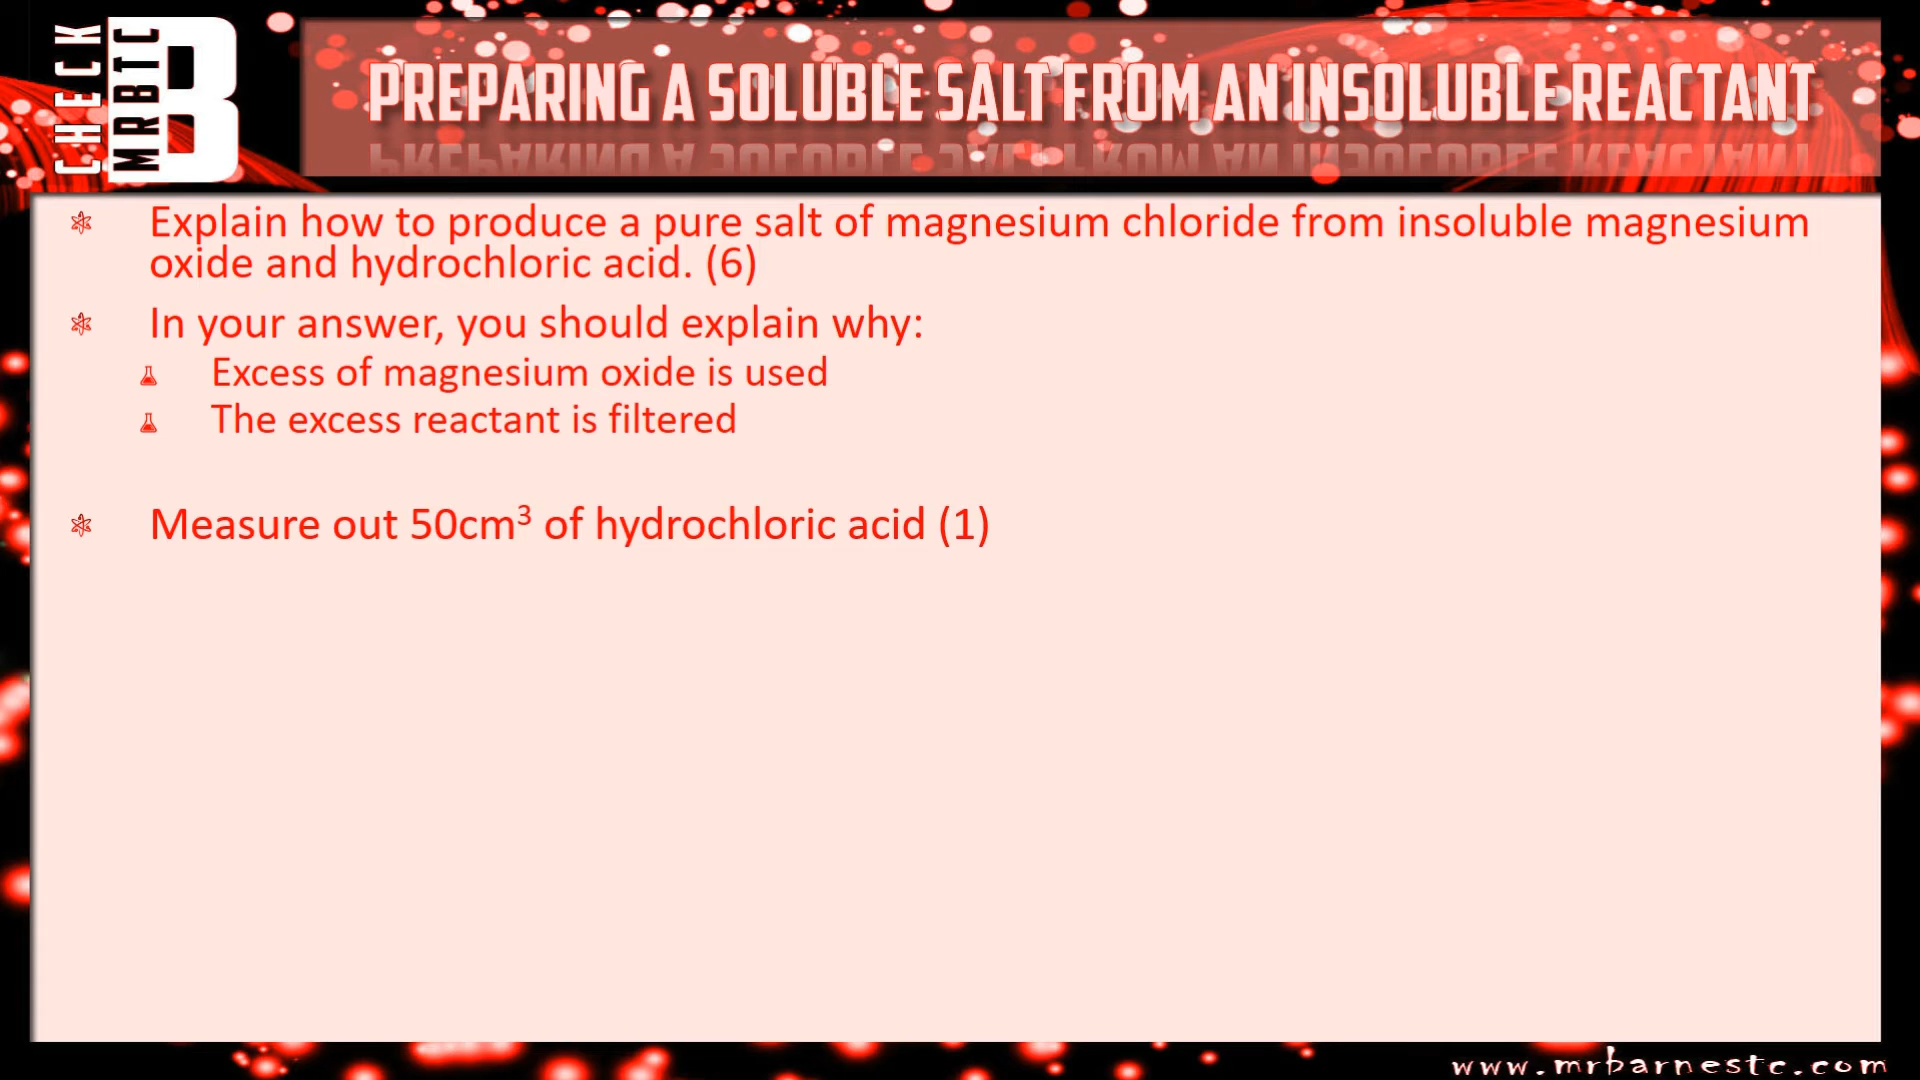 CHECK
MRBTC
B
PREPARING A SOLUBLE SALT FROM AN INSOLUBLE REACTANT
Explain how to produce a pure salt of magnesium chloride from insoluble magnesium
oxide and hydrochloric acid. (6)
In your answer, you should explain why:
Excess of magnesium oxide is used
The excess reactant is filtered
Measure out 50cm³ of hydrochloric acid (1)
www.mrbarnestc.com